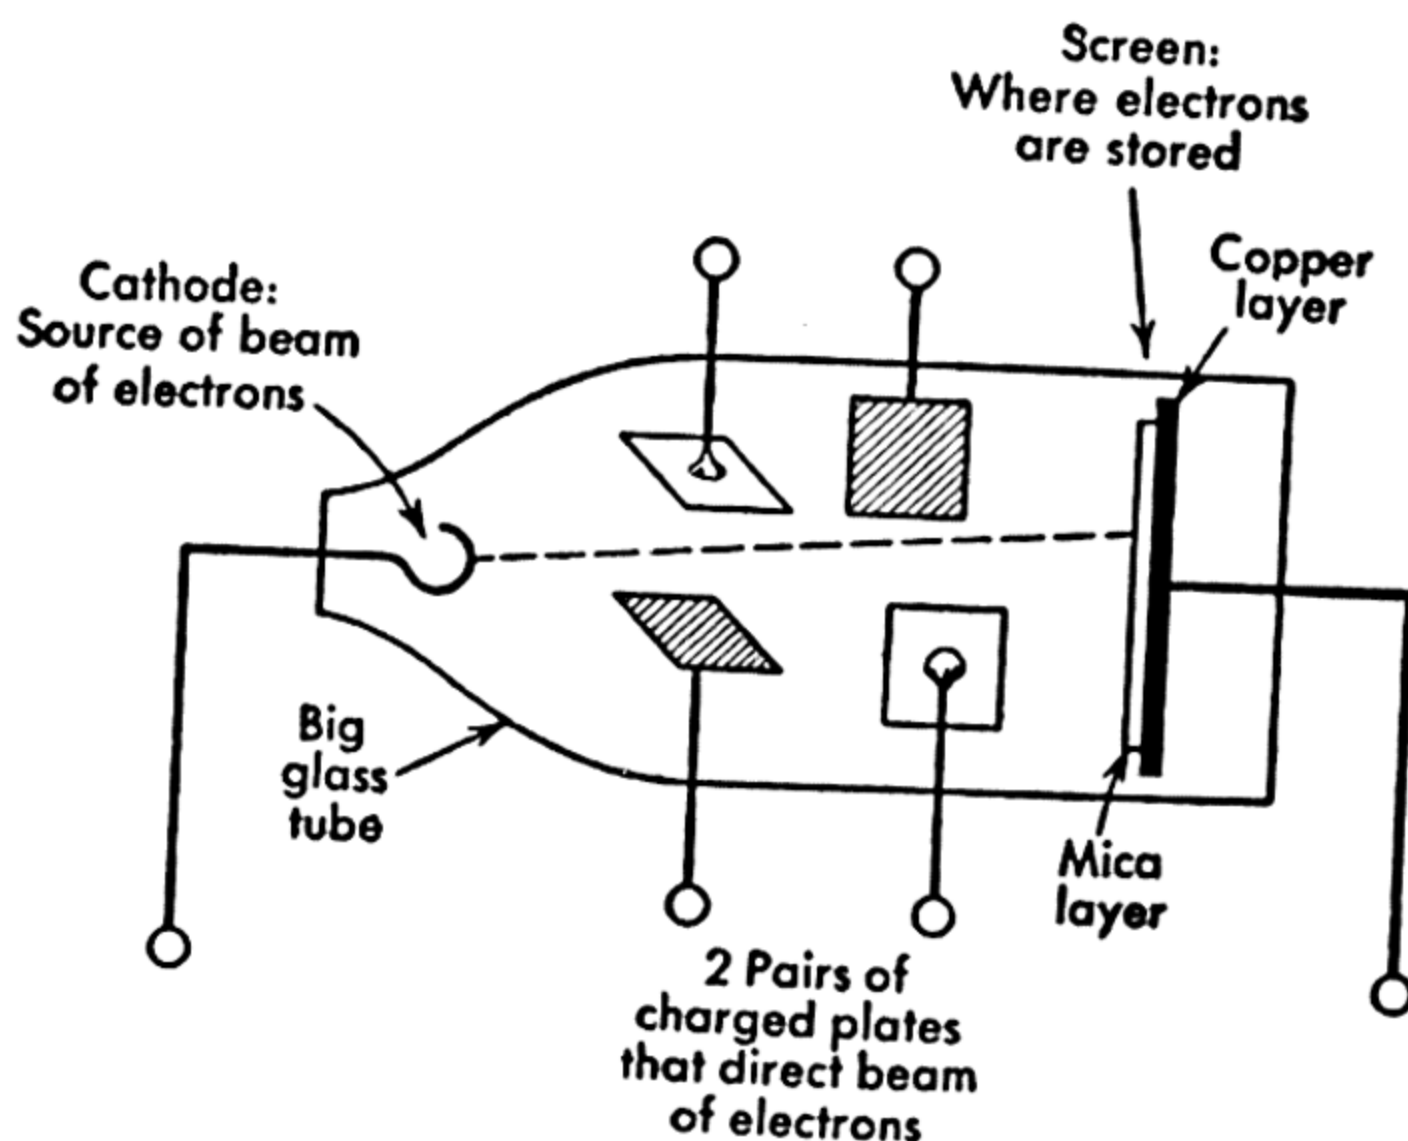 Screen:
Where electrons
are stored
Copper
layer
Cathode:
Source of beam
of electrons
Big
glass
tube
Mica
layer
2 Pairs of
charged plates
that direct beam
of electrons